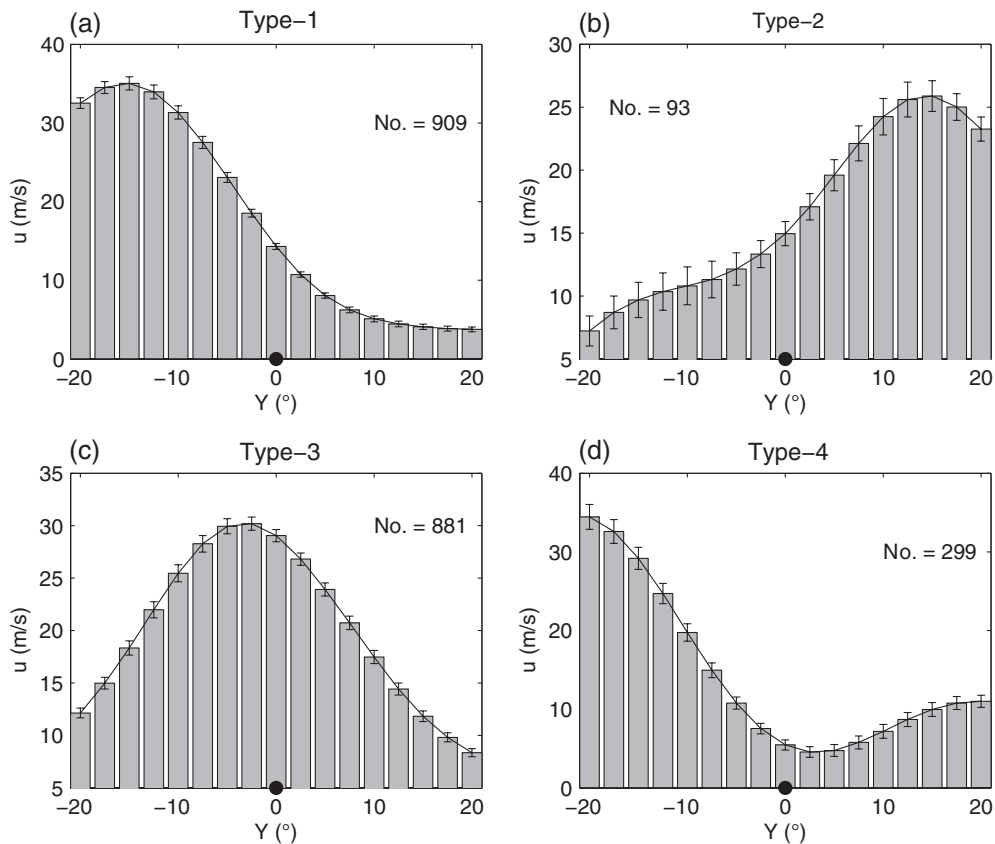 (a) Type−1
40
30
20
10
0
u (m/s)
No. = 909
−20 −10 0 10 20
Y (°)
(b) Type−2
30
25
20
15
10
5
u (m/s)
No. = 93
−20 −10 0 10 20
Y (°)
(c) Type−3
35
30
25
20
15
10
5
u (m/s)
No. = 881
−20 −10 0 10 20
Y (°)
(d) Type−4
40
30
20
10
0
u (m/s)
No. = 299
−20 −10 0 10 20
Y (°)